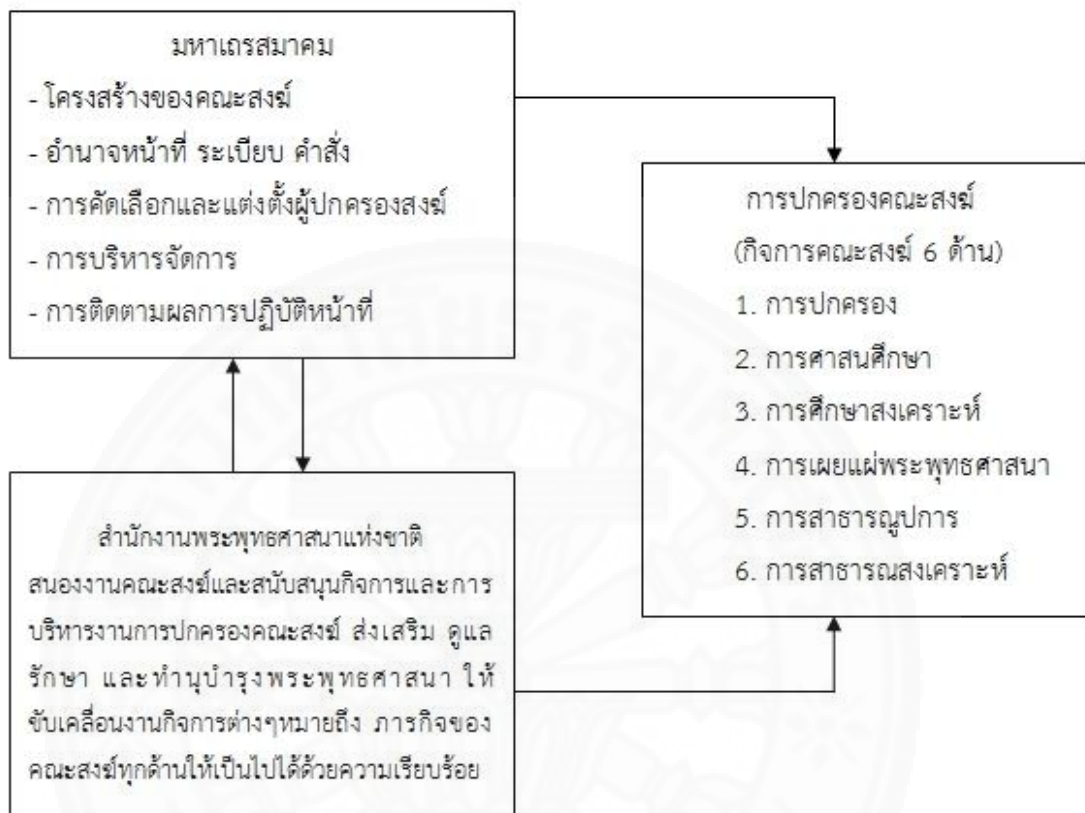 มหาเถรสมาคม
- โครงสร้างของคณะสงฆ์
- อำนาจหน้าที่ ระเบียบ คำสั่ง
- การคัดเลือกและแต่งตั้งผู้ปกครองสงฆ์
- การบริหารจัดการ
- การติดตามผลการปฏิบัติหน้าที่
สำนักงานพระพุทธศาสนาแห่งชาติ
สนองงานคณะสงฆ์และสนับสนุนกิจการและการ
บริหารงานการปกครองคณะสงฆ์ ส่งเสริม ดูแล
รักษา และทำนุบำรุงพระพุทธศาสนา ให้
ขับเคลื่อนงานกิจการต่างๆหมายถึง ภารกิจของ
คณะสงฆ์ทุกด้านให้เป็นไปได้ด้วยความเรียบร้อย
การปกครองคณะสงฆ์
(กิจการคณะสงฆ์ 6 ด้าน)
1. การปกครอง
2. การศาสนศึกษา
3. การศึกษาสงเคราะห์
4. การเผยแผ่พระพุทธศาสนา
5. การสาธารณูปการ
6. การสาธารณสงเคราะห์